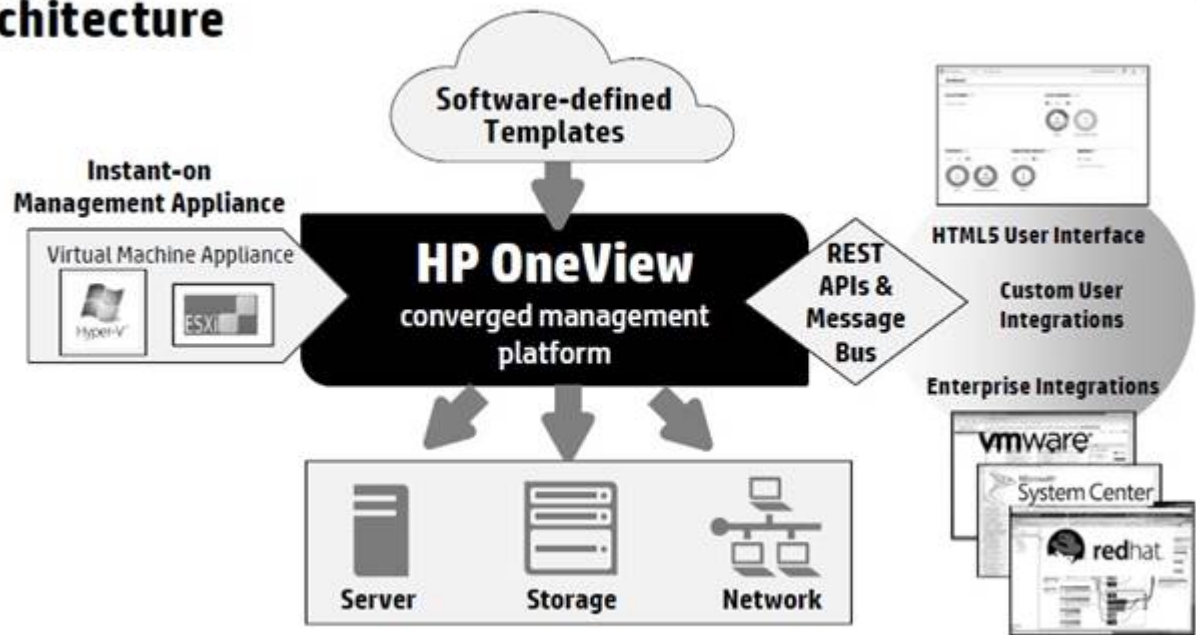 chitecture
Software-defined
Templates
Instant-on
Management Appliance
Virtual Machine Appliance
Hyper-V
ESXi
HP OneView
converged management
platform
REST
APIs &
Message
Bus
HTML5 User Interface
Custom User
Integrations
Enterprise Integrations
vmware
Microsoft
System Center
redhat.
Server
Storage
Network